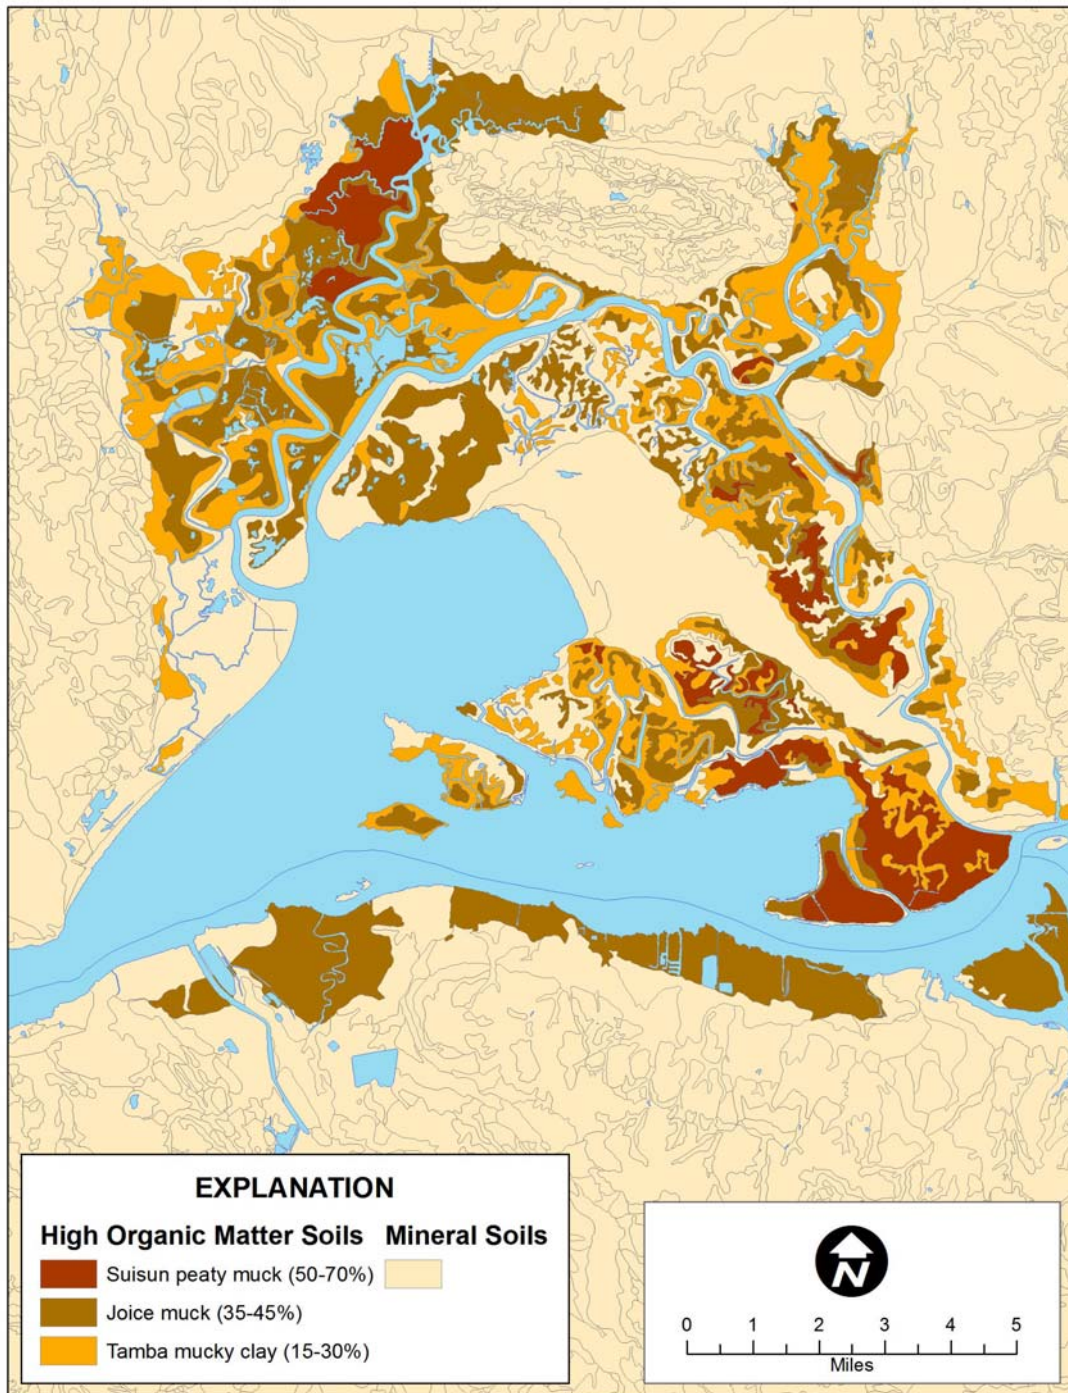 EXPLANATION
High Organic Matter Soils Mineral Soils
Suisun peaty muck (50-70%)
Joice muck (35-45%)
Tamba mucky clay (15-30%)
N
0 1 2 3 4 5
Miles